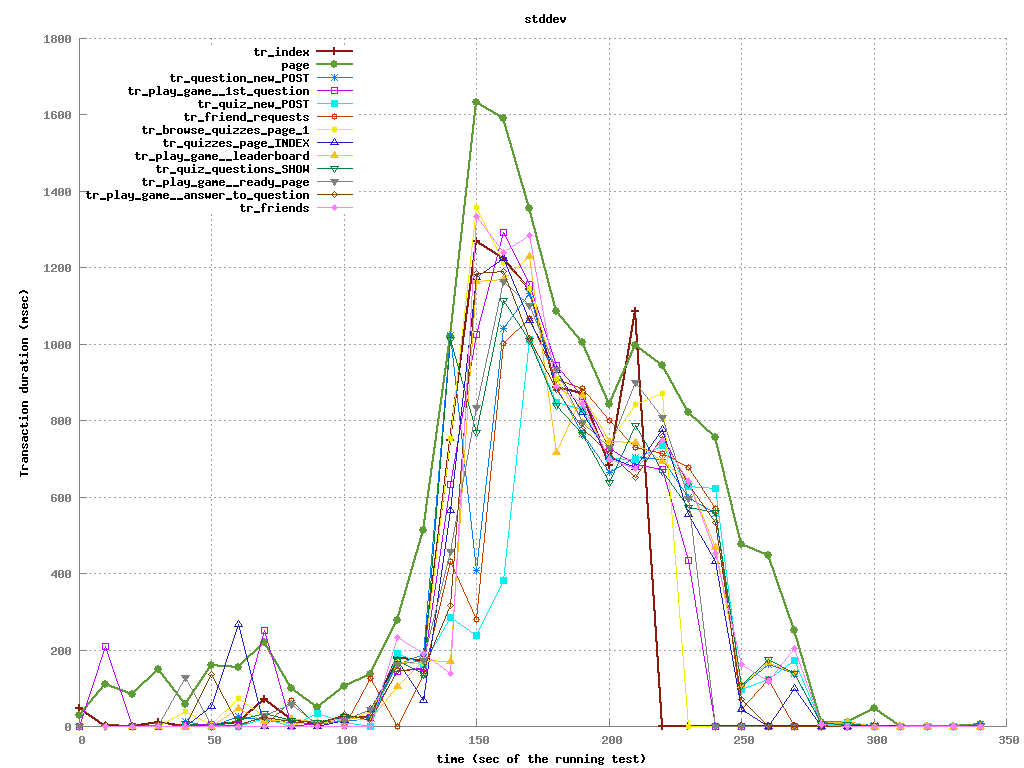 stddev
1800
1600
1400
1200
1000
800
600
400
200
0
Transaction duration (msec)
tr_index
page
tr_question_new_POST
tr_play_game__1st_question
tr_quiz_new_POST
tr_friend_requests
tr_browse_quizzes_page_1
tr_quizzes_page_INDEX
tr_play_game__leaderboard
tr_quiz_questions_SHOW
tr_play_game__ready_page
tr_play_game__answer_to_question
tr_friends
0 50 100 150 200 250 300 350
time (sec of the running test)